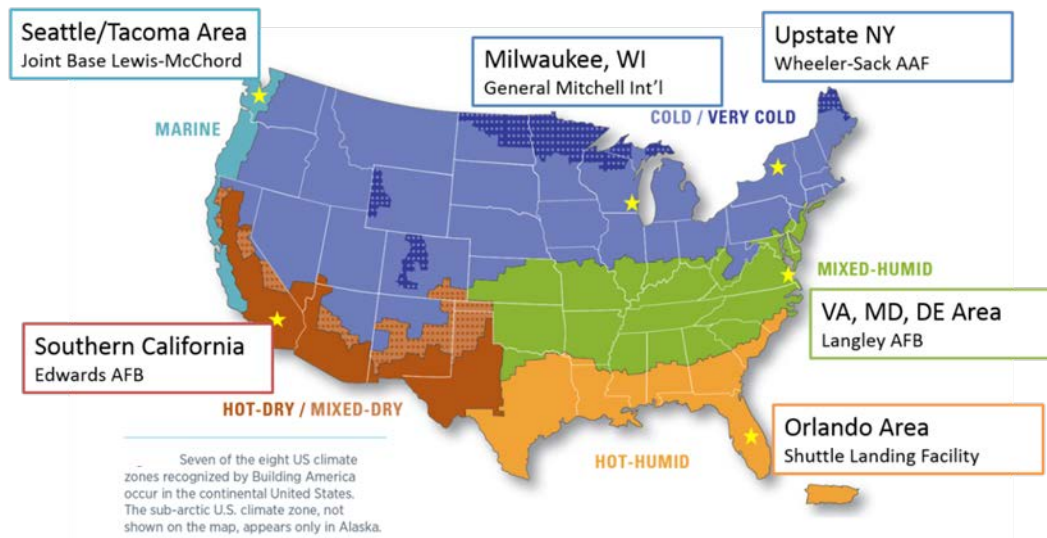 Seattle/Tacoma Area
Joint Base Lewis-McChord
Milwaukee, WI
General Mitchell Int'l
Upstate NY
Wheeler-Sack AAF
MARINE
COLD / VERY COLD
MIXED-HUMID
VA, MD, DE Area
Langley AFB
Southern California
Edwards AFB
HOT-DRY / MIXED-DRY
Orlando Area
Shuttle Landing Facility
HOT-HUMID
Seven of the eight US climate
zones recognized by Building America
occur in the continental United States.
The sub-arctic U.S. climate zone, not
shown on the map, appears only in Alaska.